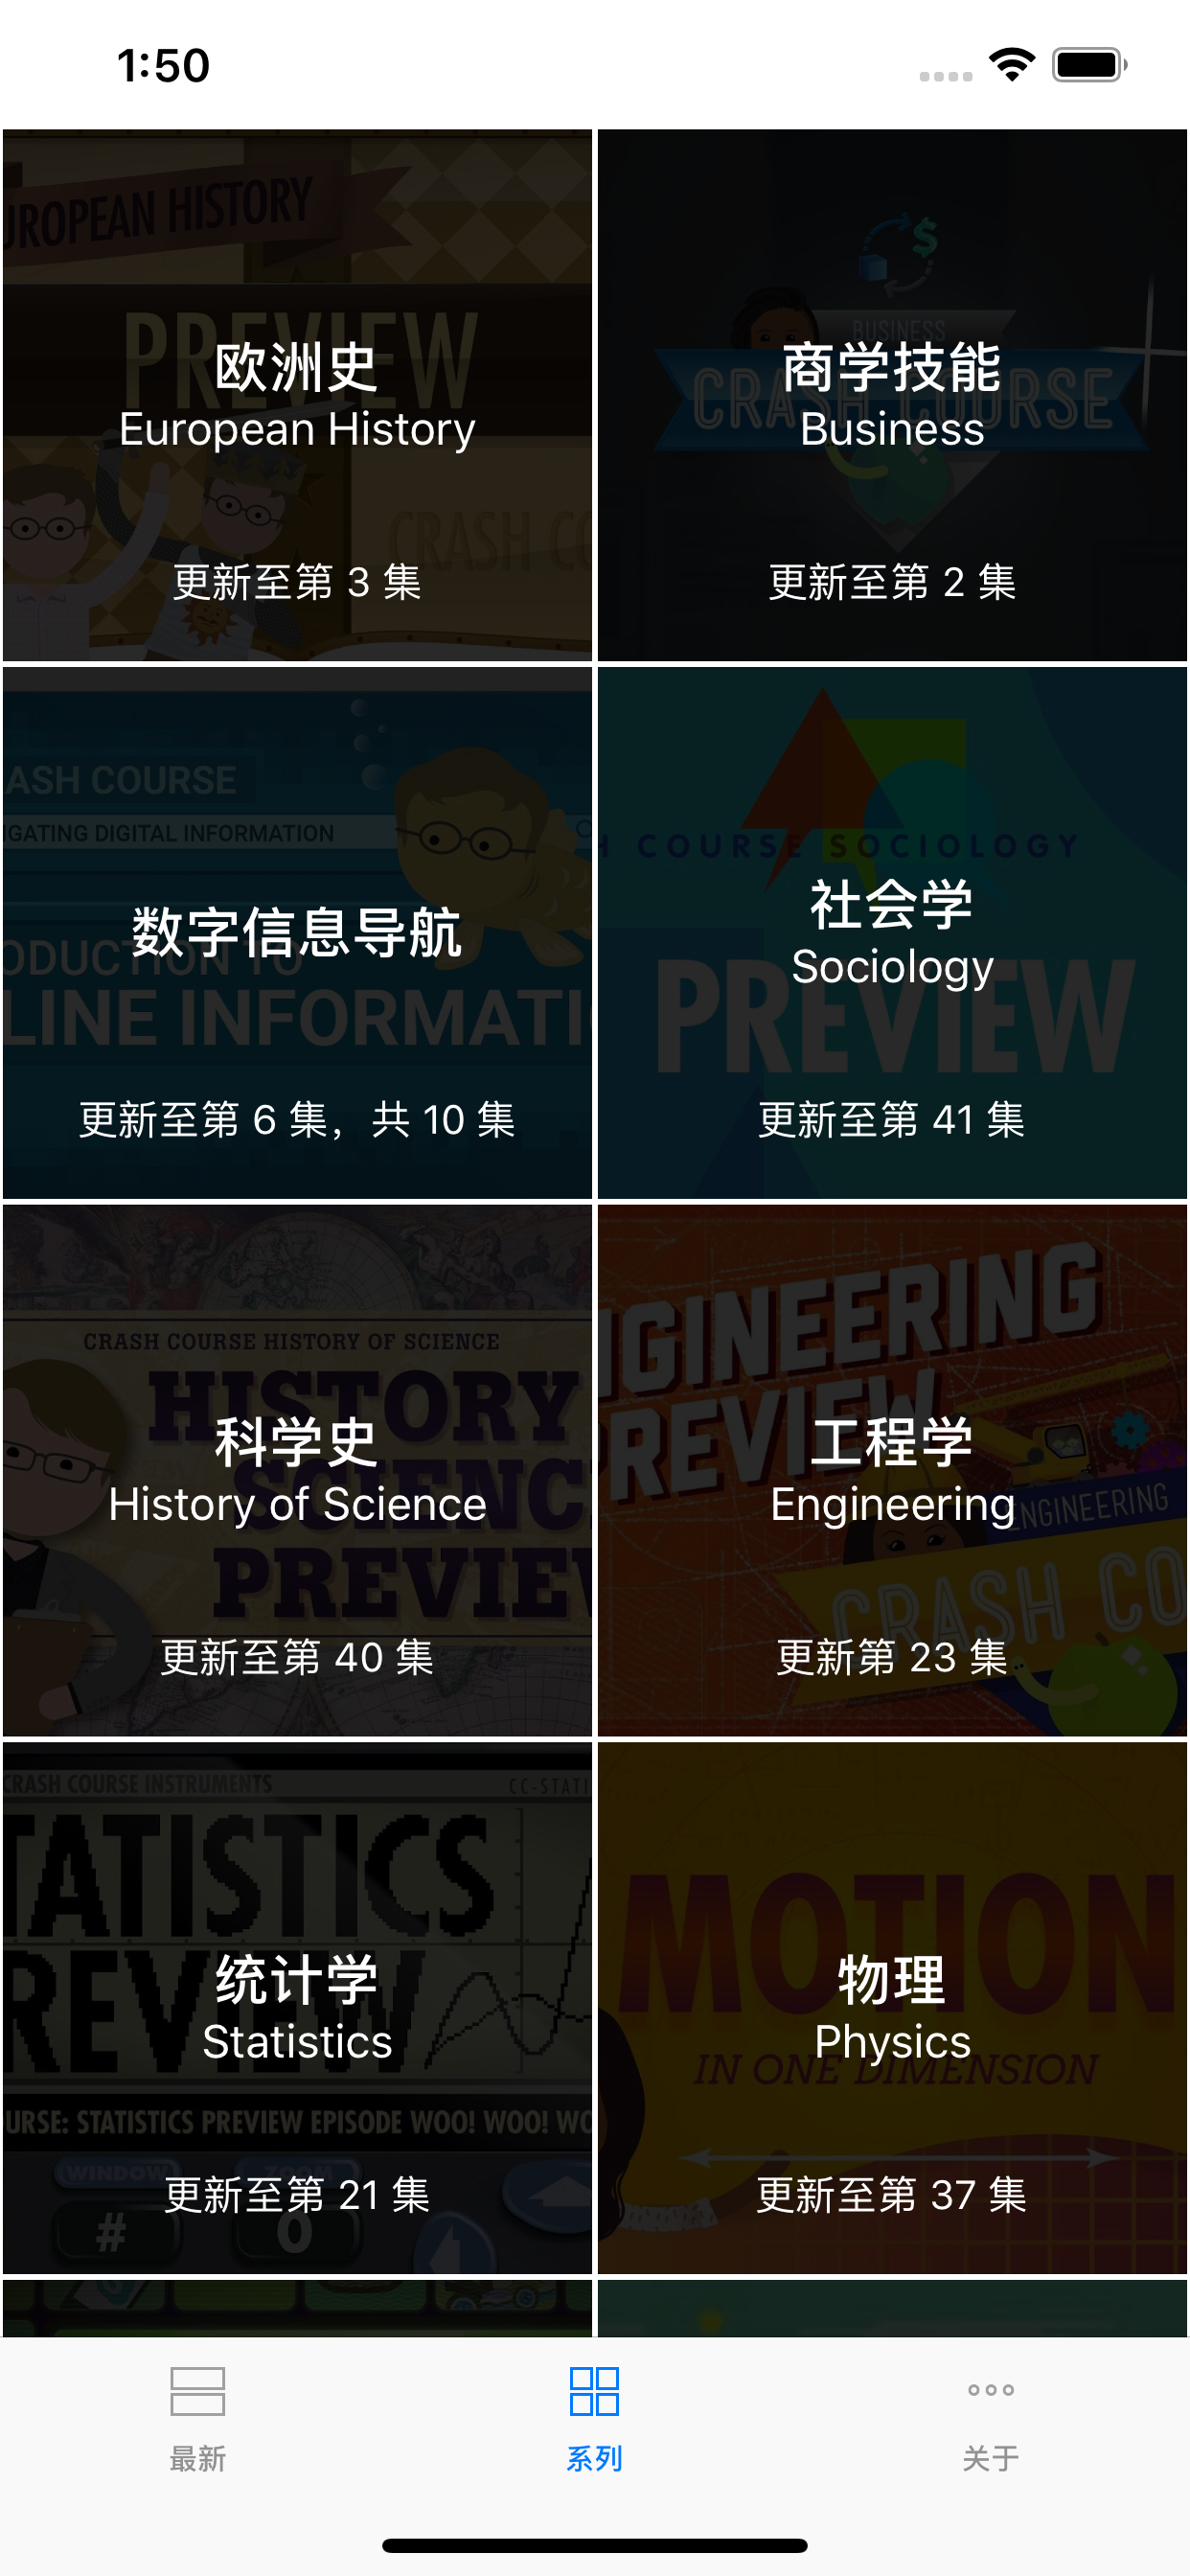 1:50
UROPEAN HISTORY
PREVIEW
欧洲史
European History
CRASH CO
更新至第 3 集
BUSINESS
CRASH COURSE
商学技能
Business
更新至第 2 集
ASH COURSE
IGATING DIGITAL INFORMATION
数字信息导航
ODUCTION TO
LINE INFORMATI
更新至第 6 集，共 10 集
H COURSE SOCIOLOGY
社会学
Sociology
PREVIEW
更新至第 41 集
CRASH COURSE HISTORY OF SCIENCE
HISTORY
科学史
SCIENC
History of Science
PREVIEW
更新至第 40 集
NGINEERING
REVIEW
工程学
Engineering
ENGINEERING
CRASH CO
更新第 23 集
CRASH COURSE INSTRUMENTS
CC-STATI
TATISTICS
REVIEW
统计学
Statistics
URSE: STATISTICS PREVIEW EPISODE WOO! WOO! WO
WINDOW
ZOOM
更新至第 21 集
# 0
MOTION
物理
Physics
IN ONE DIMENSION
更新至第 37 集
最新
系列
关于